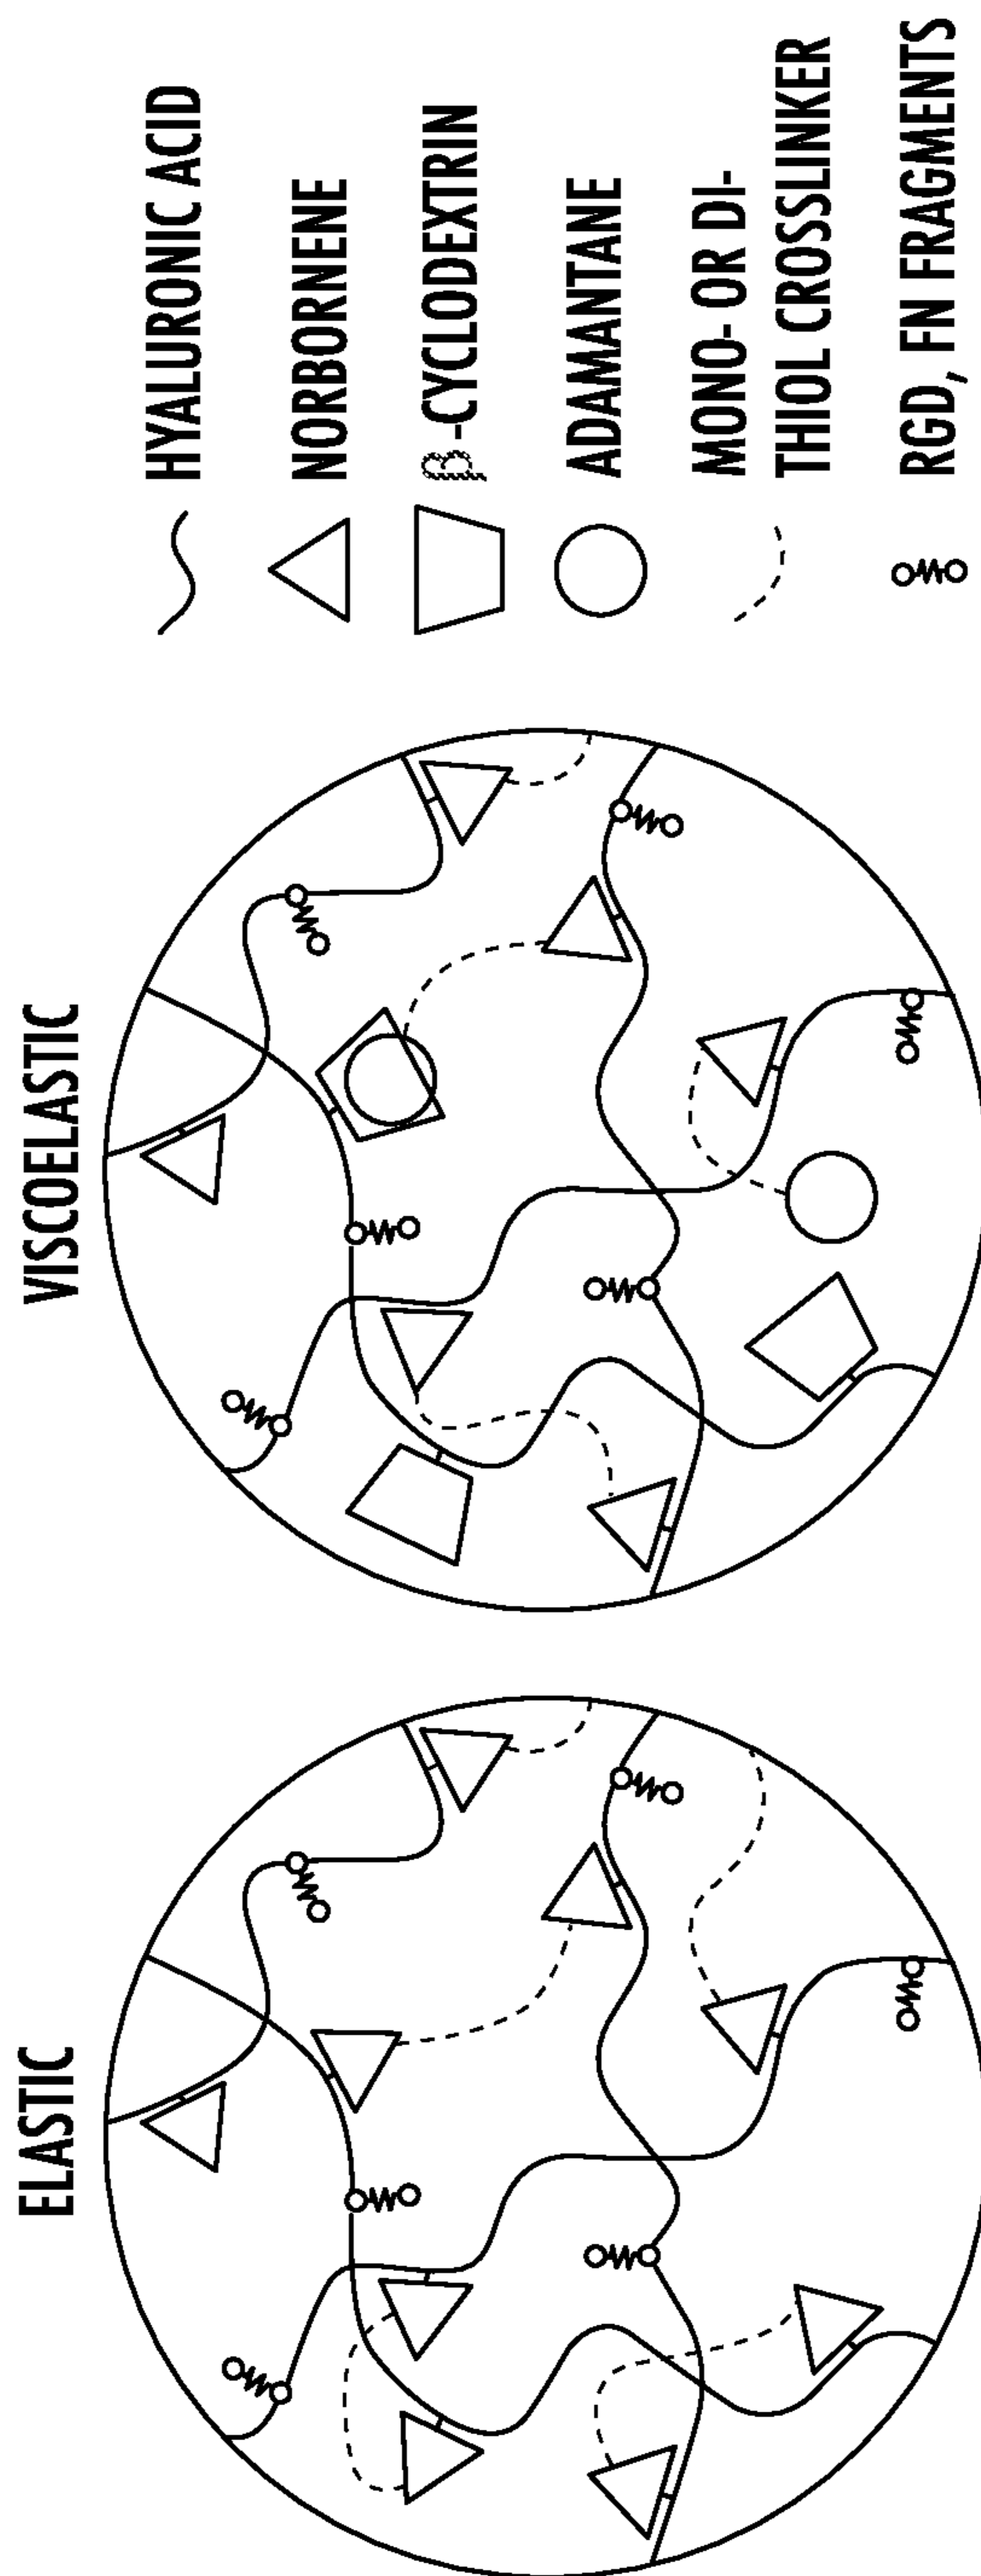 ELASTIC
VISCOELASTIC
HYALURONIC ACID
NORBORNENE
β -CYCLODEXTRIN
ADAMANTANE
MONO- OR DI-
THIOL CROSSLINKER
RGD, FN FRAGMENTS